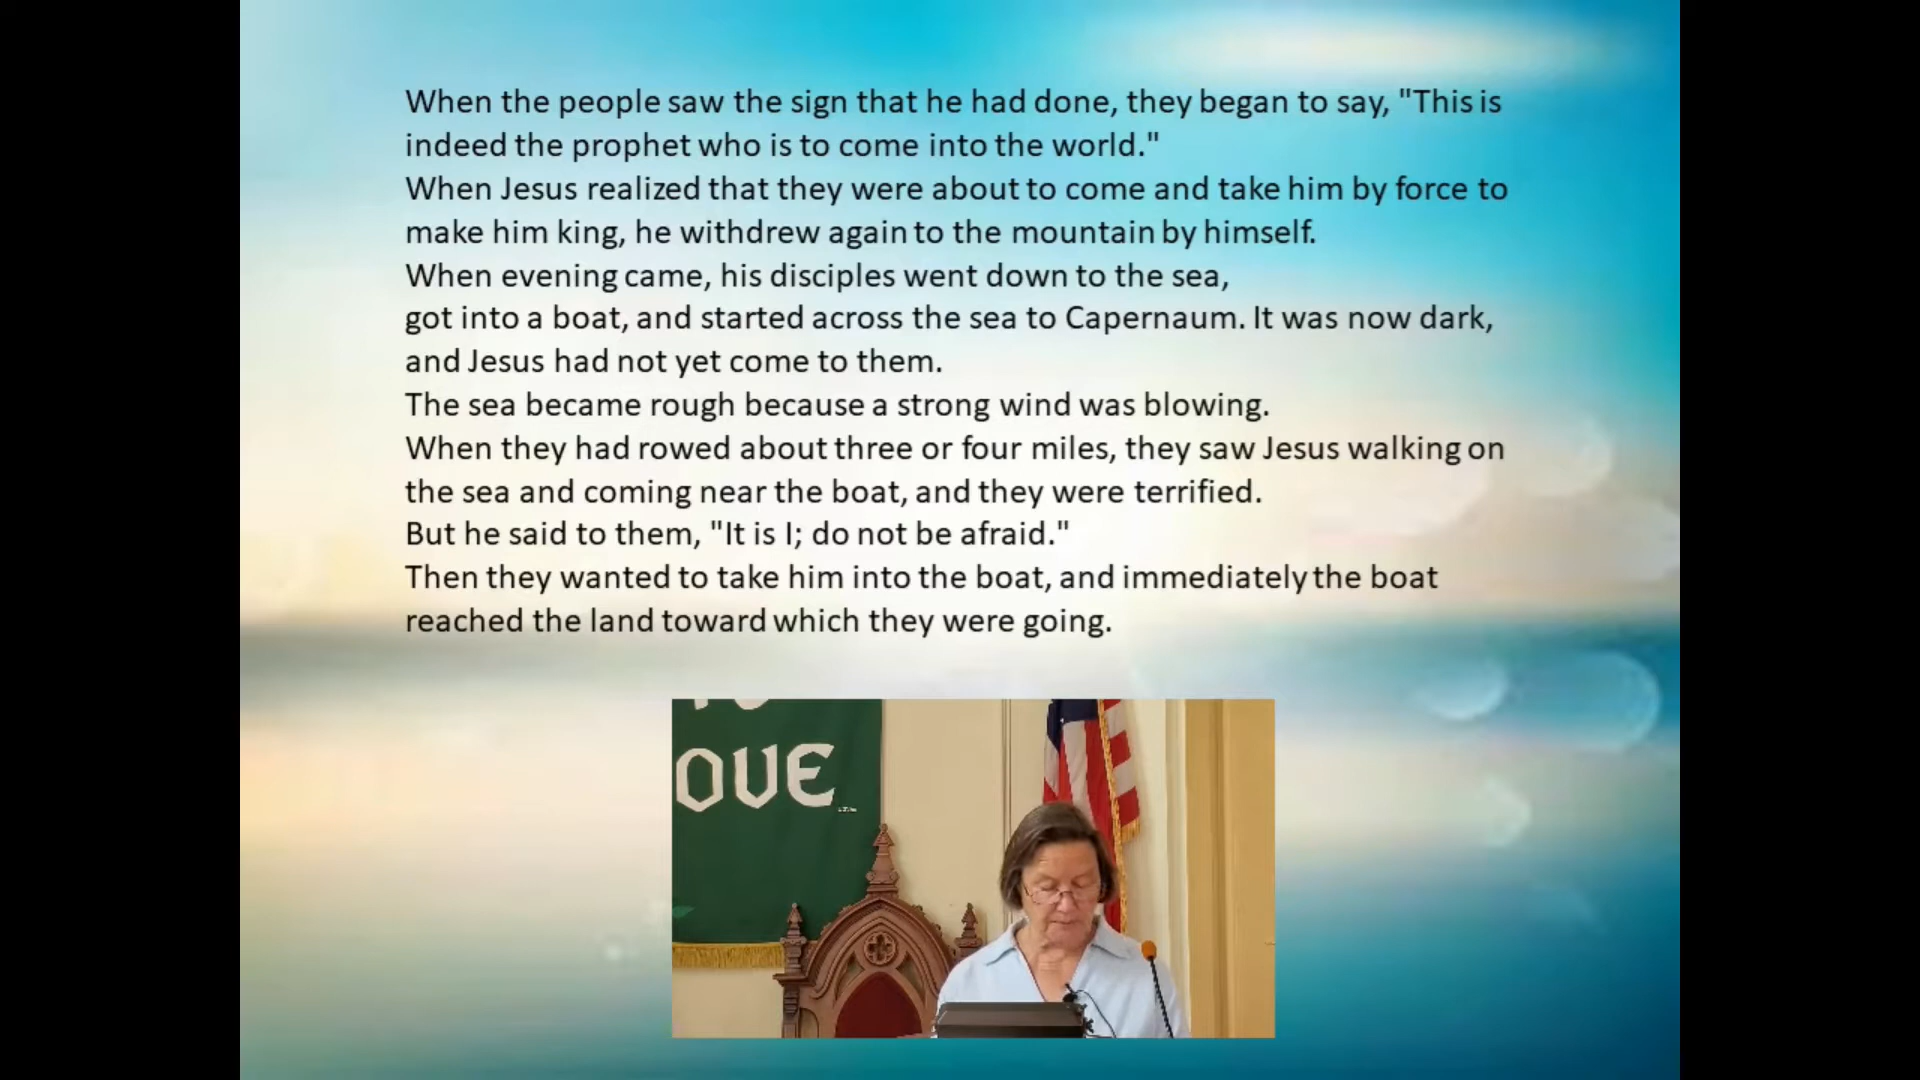 When the people saw the sign that he had done, they began to say, "This is
indeed the prophet who is to come into the world."
When Jesus realized that they were about to come and take him by force to
make him king, he withdrew again to the mountain by himself.
When evening came, his disciples went down to the sea,
got into a boat, and started across the sea to Capernaum. It was now dark,
and Jesus had not yet come to them.
The sea became rough because a strong wind was blowing.
When they had rowed about three or four miles, they saw Jesus walking on
the sea and coming near the boat, and they were terrified.
But he said to them, "It is I; do not be afraid."
Then they wanted to take him into the boat, and immediately the boat
reached the land toward which they were going.
OVE